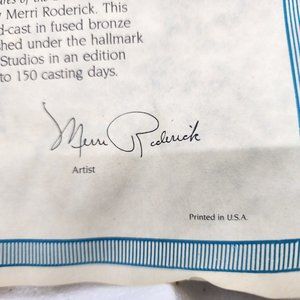 Merri Roderick. This
d-cast in fused bronze
shed under the hallmark
Studios in an edition
to 150 casting days.
Merri Roderick
Artist
Printed in U.S.A.